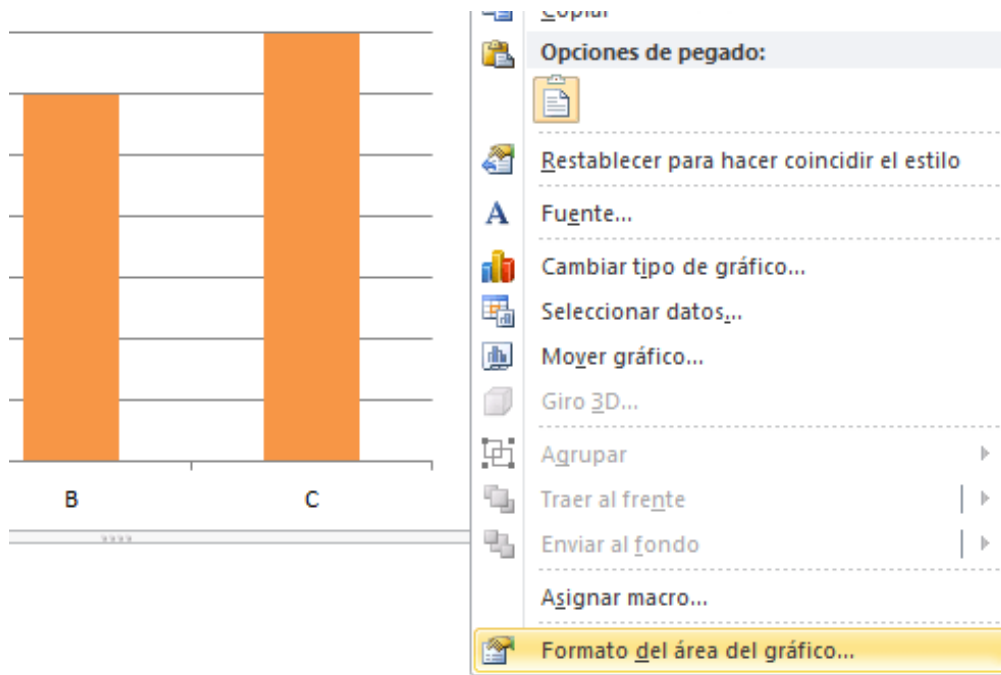 Copiar
Opciones de pegado:
Restablecer para hacer coincidir el estilo
Fuente...
Cambiar tipo de gráfico...
Seleccionar datos...
Mover gráfico...
Giro 3D...
Agrupar
Traer al frente
Enviar al fondo
Asignar macro...
Formato del área del gráfico...
B C